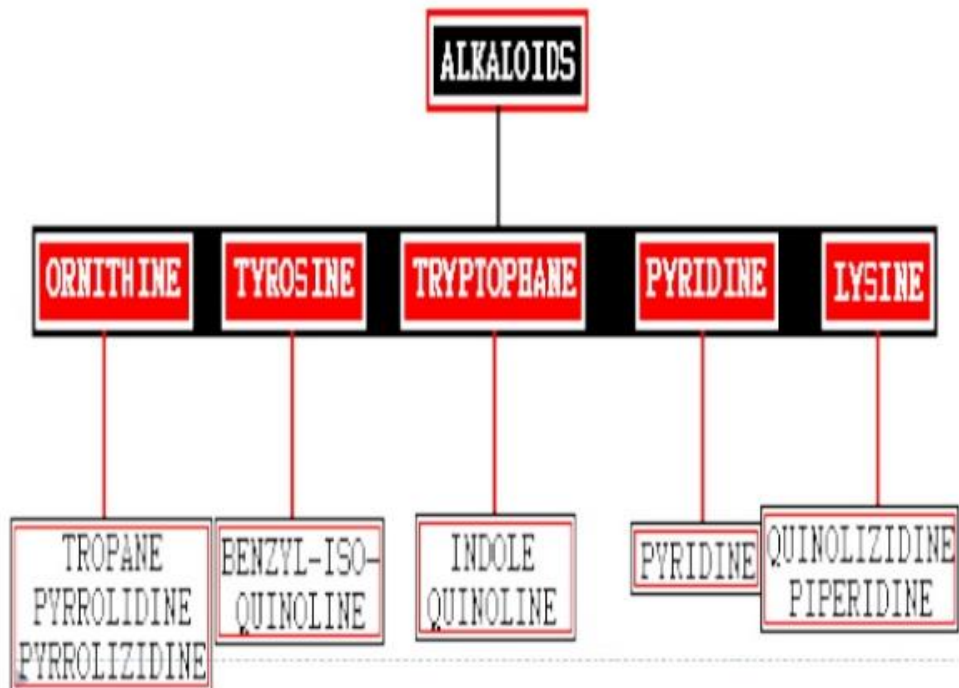 ALKALOIDS
ORNITHINE
TYROSINE
TRYPTOPHANE
PYRIDINE
LYSINE
TROPANE
PYRROLIDINE
PYRROLIZIDINE
BENZYL-ISO-
QUINOLINE
INDOLE
QUINOLINE
PYRIDINE
QUINOLIZIDINE
PIPERIDINE